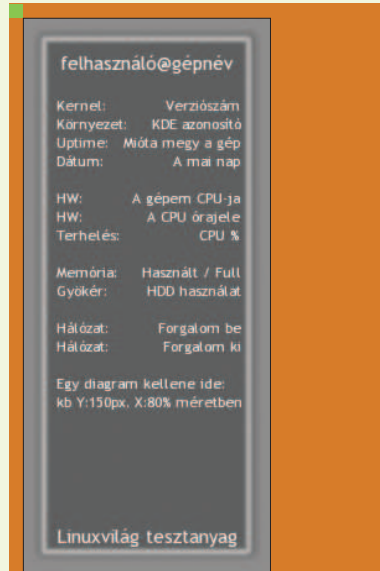 felhasználó@gépnév
Kernel: Verziószám
Környezet: KDE azonosító
Uptime: Mióta megy a gép
Dátum: A mai nap
HW: A gépem CPU-ja
HW: A CPU órajele
Terhelés: CPU %
Memória: Használt / Full
Gyökér: HDD használat
Hálózat: Forgalom be
Hálózat: Forgalom ki
Egy diagram kellene ide:
kb Y:150px. X:80% méretben
Linuxvilág tesztanyag